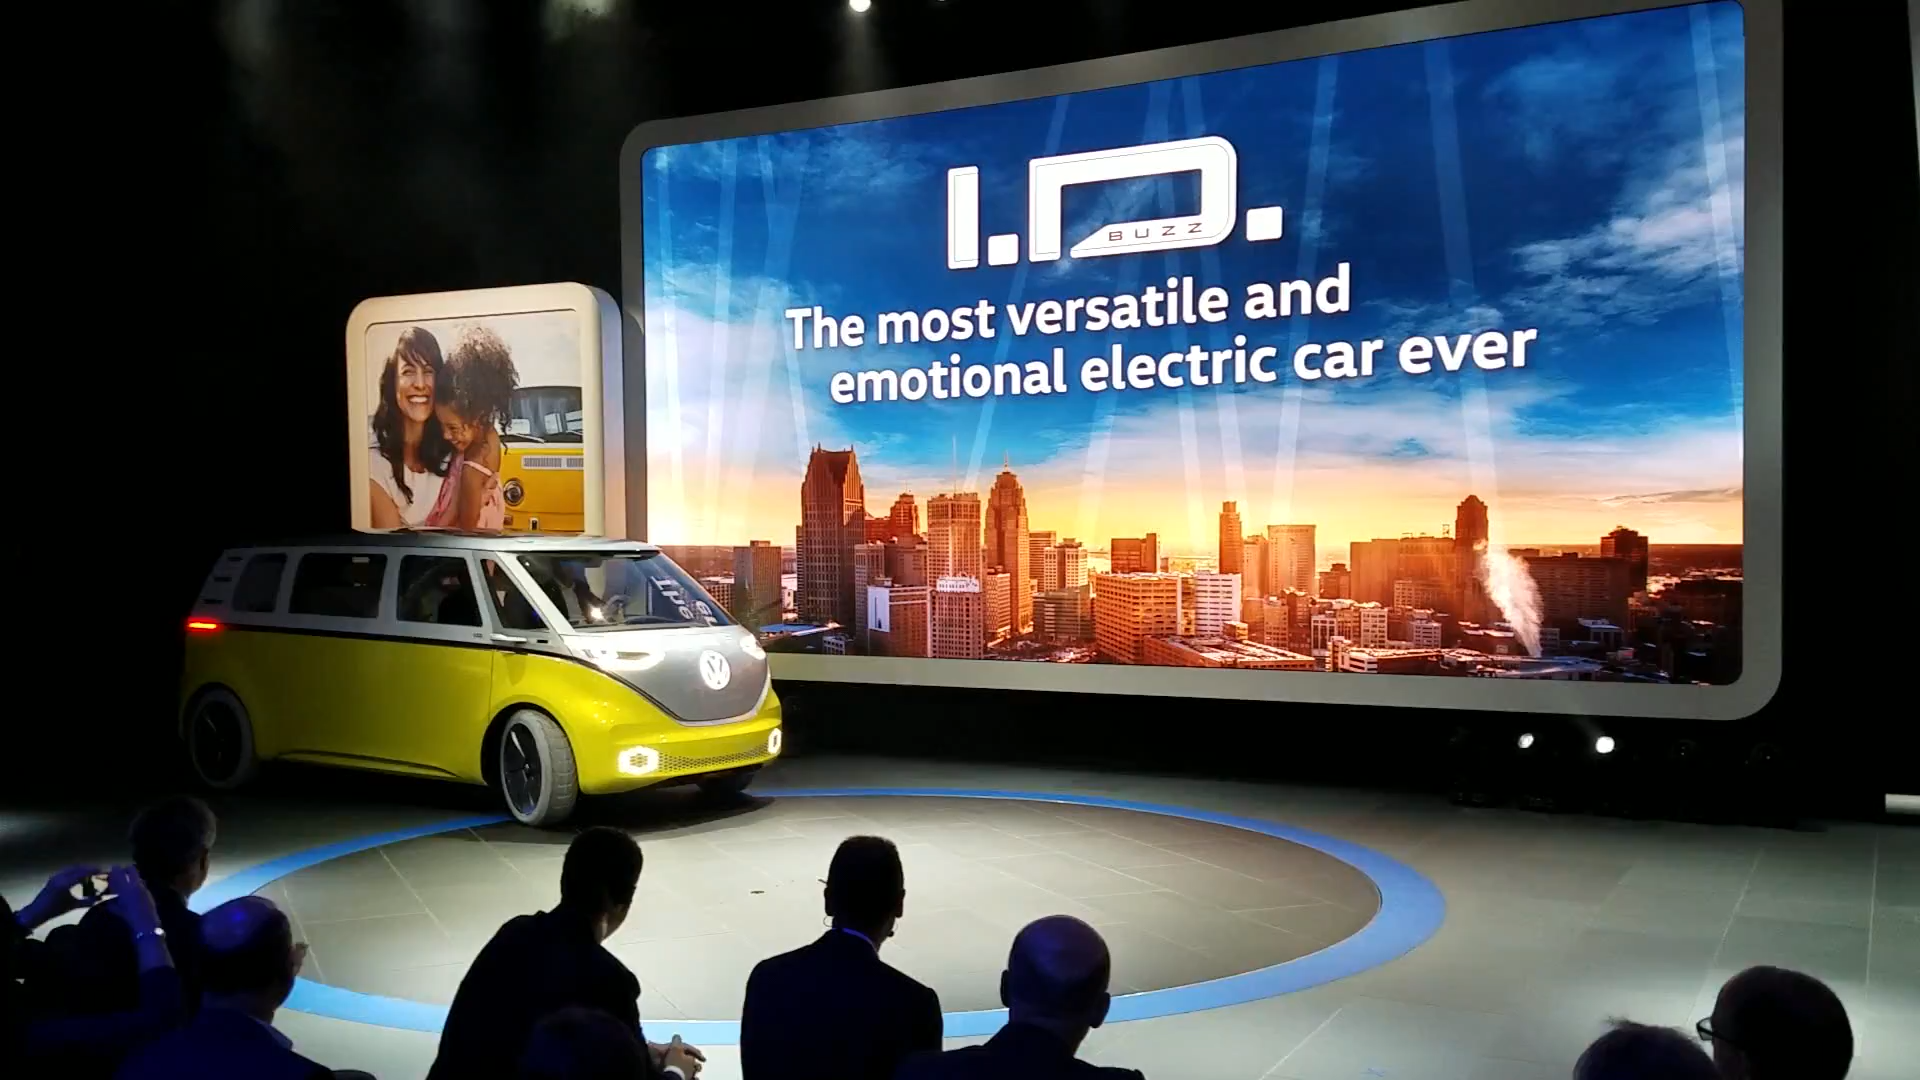 I.D.
BUZZ
The most versatile and
emotional electric car ever